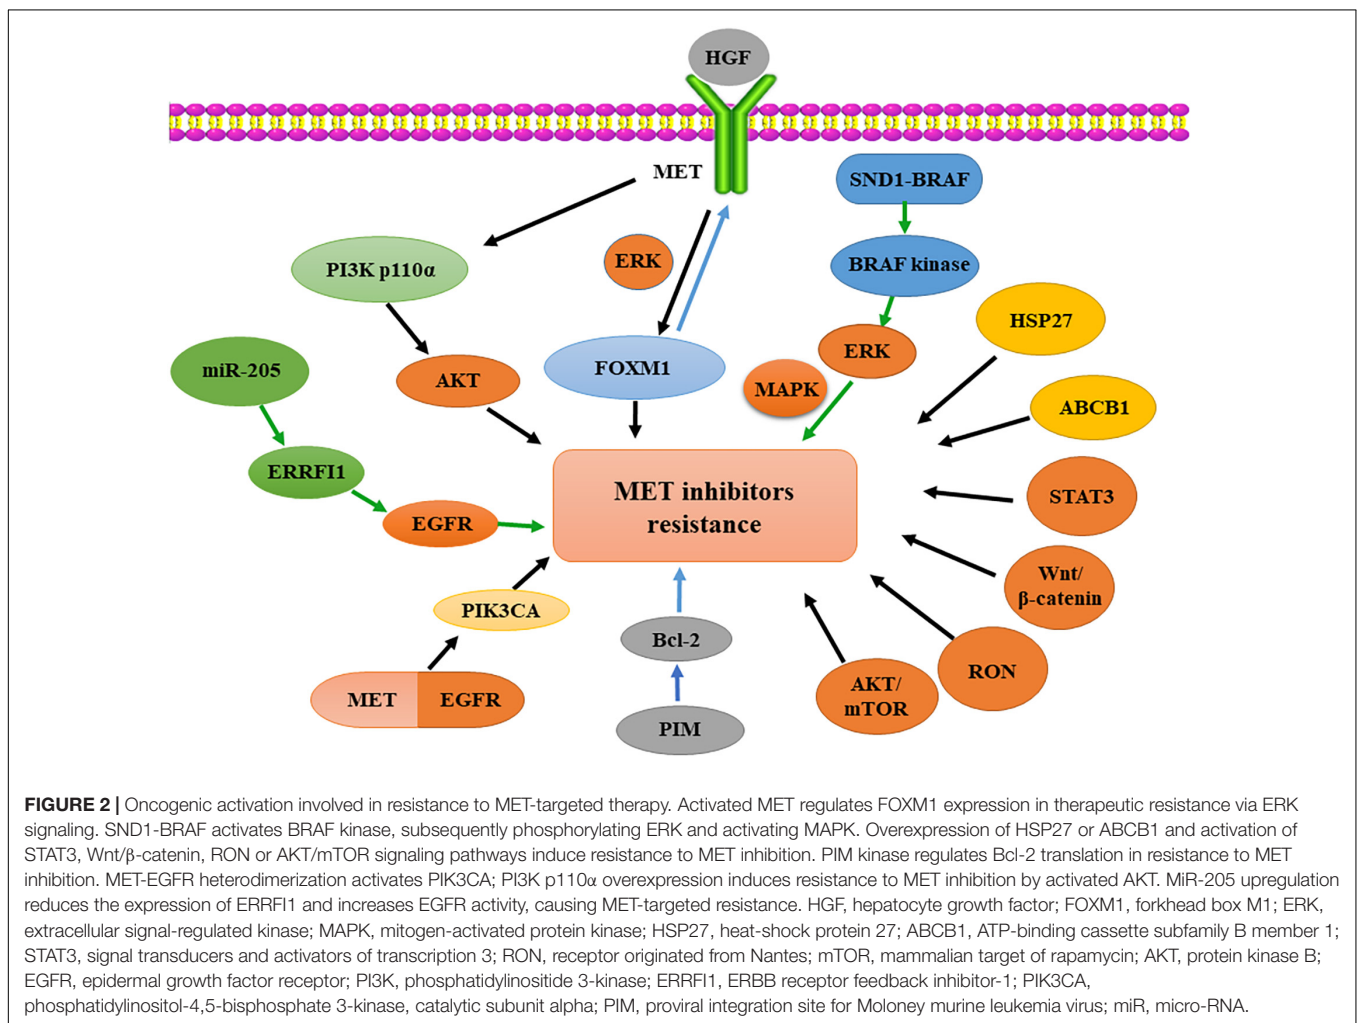 HGF
MET
SND1-BRAF
PI3K p110α
ERK
BRAF kinase
HSP27
miR-205
AKT
FOXM1
ERK
MAPK
ABCB1
ERRFI1
EGFR
MET inhibitors
resistance
STAT3
Wnt/
β-catenin
PIK3CA
Bcl-2
RON
MET
EGFR
PIM
AKT/
mTOR
FIGURE 2 | Oncogenic activation involved in resistance to MET-targeted therapy. Activated MET regulates FOXM1 expression in therapeutic resistance via ERK
signaling. SND1-BRAF activates BRAF kinase, subsequently phosphorylating ERK and activating MAPK. Overexpression of HSP27 or ABCB1 and activation of
STAT3, Wnt/β-catenin, RON or AKT/mTOR signaling pathways induce resistance to MET inhibition. PIM kinase regulates Bcl-2 translation in resistance to MET
inhibition. MET-EGFR heterodimerization activates PIK3CA; PI3K p110α overexpression induces resistance to MET inhibition by activated AKT. MiR-205 upregulation
reduces the expression of ERRFI1 and increases EGFR activity, causing MET-targeted resistance. HGF, hepatocyte growth factor; FOXM1, forkhead box M1; ERK,
extracellular signal-regulated kinase; MAPK, mitogen-activated protein kinase; HSP27, heat-shock protein 27; ABCB1, ATP-binding cassette subfamily B member 1;
STAT3, signal transducers and activators of transcription 3; RON, receptor originated from Nantes; mTOR, mammalian target of rapamycin; AKT, protein kinase B;
EGFR, epidermal growth factor receptor; PI3K, phosphatidylinositide 3-kinase; ERRFI1, ERBB receptor feedback inhibitor-1; PIK3CA,
phosphatidylinositol-4,5-bisphosphate 3-kinase, catalytic subunit alpha; PIM, proviral integration site for Moloney murine leukemia virus; miR, micro-RNA.